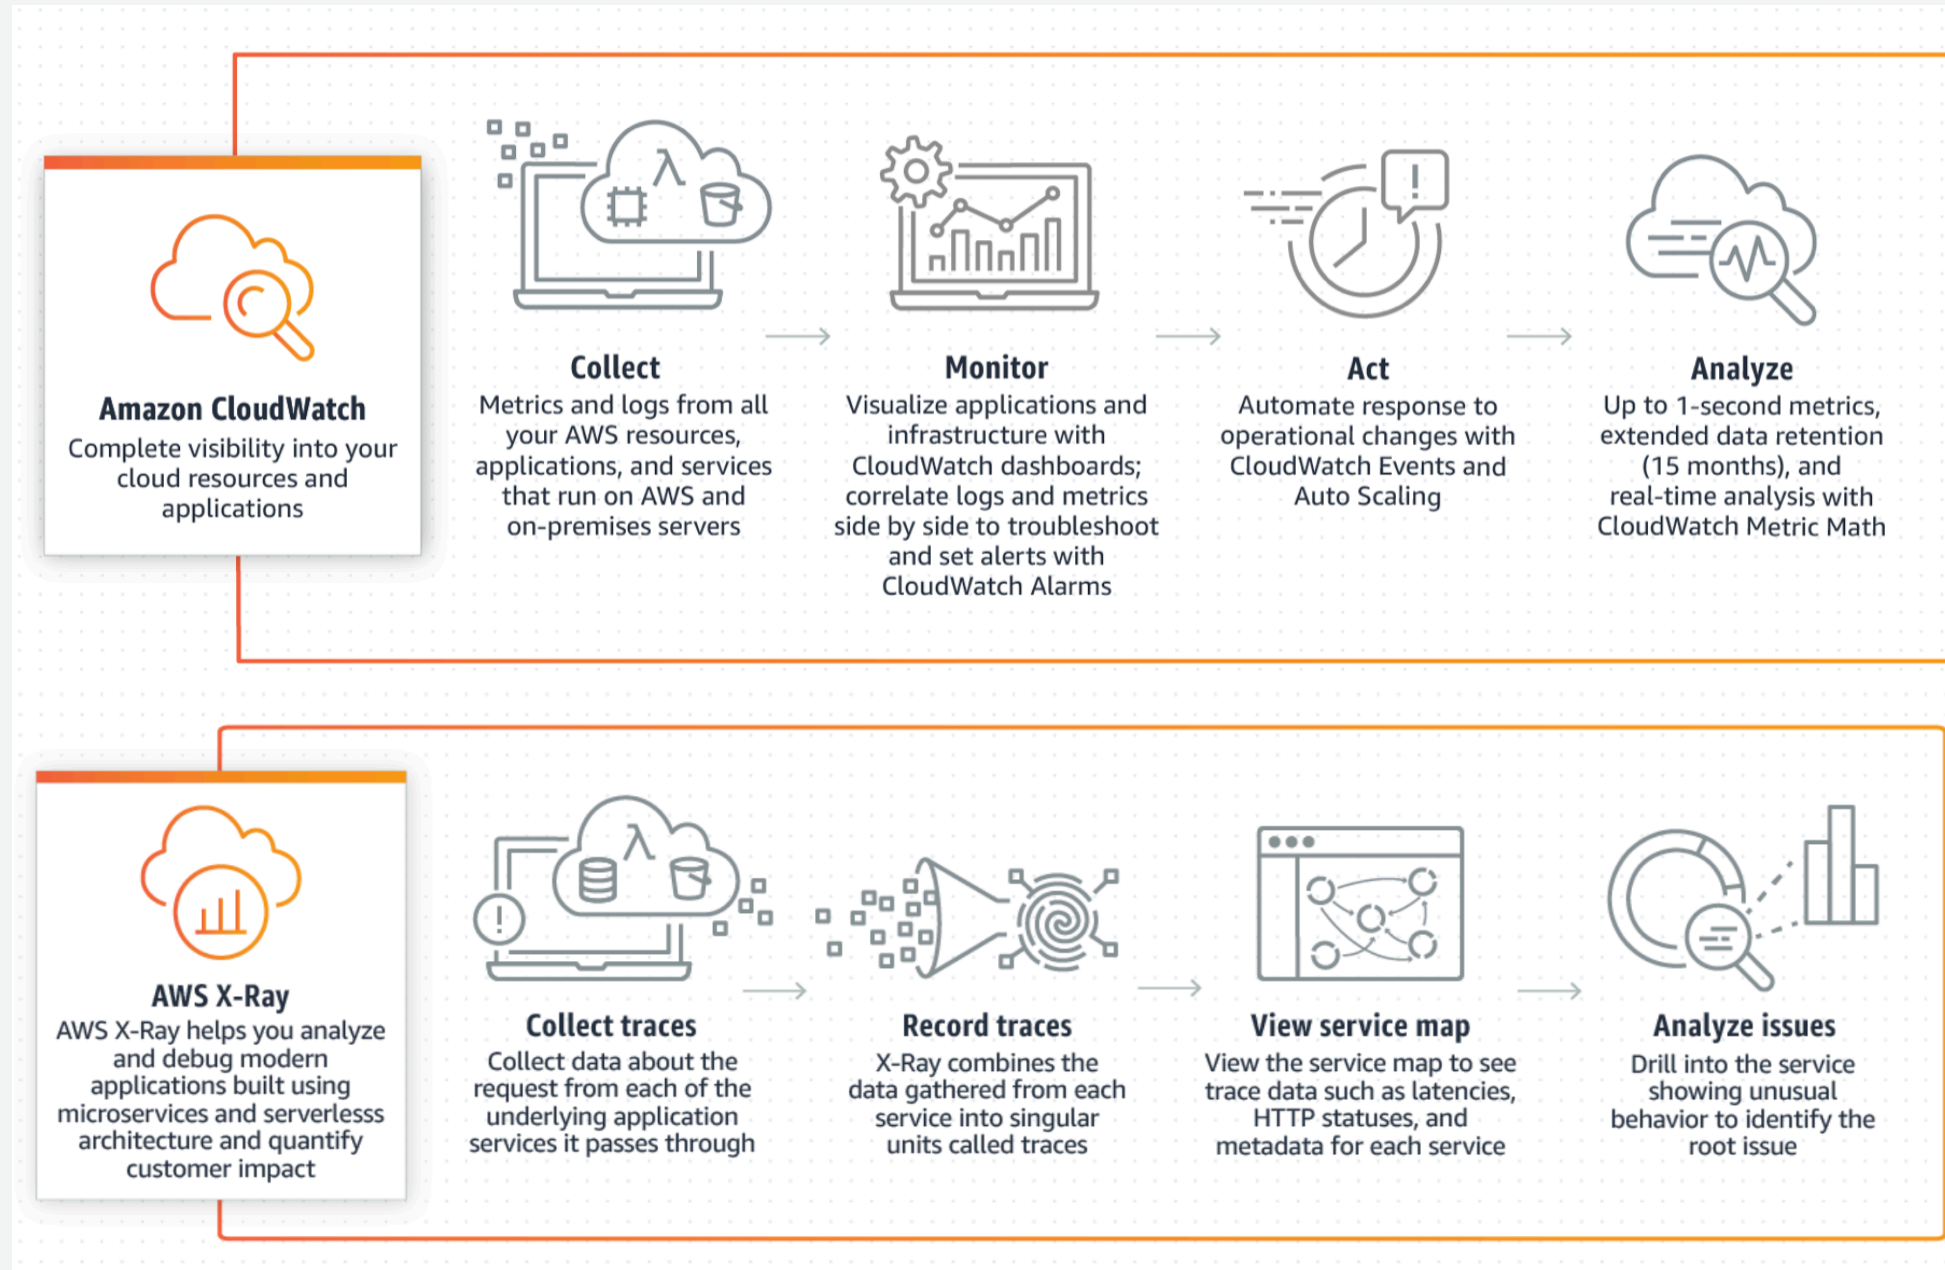 Amazon CloudWatch
Complete visibility into your
cloud resources and
applications
Collect
Metrics and logs from all
your AWS resources,
applications, and services
that run on AWS and
on-premises servers
Monitor
Visualize applications and
infrastructure with
CloudWatch dashboards;
correlate logs and metrics
side by side to troubleshoot
and set alerts with
CloudWatch Alarms
Act
Automate response to
operational changes with
CloudWatch Events and
Auto Scaling
Analyze
Up to 1-second metrics,
extended data retention
(15 months), and
real-time analysis with
CloudWatch Metric Math
AWS X-Ray
AWS X-Ray helps you analyze
and debug modern
applications built using
microservices and serverlesss
architecture and quantify
customer impact
Collect traces
Collect data about the
request from each of the
underlying application
services it passes through
Record traces
X-Ray combines the
data gathered from each
service into singular
units called traces
View service map
View the service map to see
trace data such as latencies,
HTTP statuses, and
metadata for each service
Analyze issues
Drill into the service
showing unusual
behavior to identify the
root issue